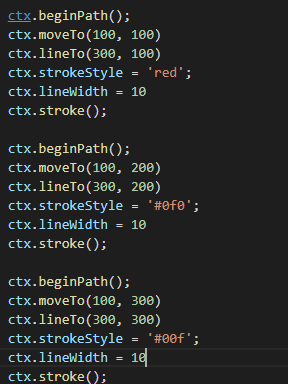 ctx.beginPath();
ctx.moveTo(100, 100)
ctx.lineTo(300, 100)
ctx.strokeStyle = 'red';
ctx.lineWidth = 10
ctx.stroke();

ctx.beginPath();
ctx.moveTo(100, 200)
ctx.lineTo(300, 200)
ctx.strokeStyle = '#0f0';
ctx.lineWidth = 10
ctx.stroke();

ctx.beginPath();
ctx.moveTo(100, 300)
ctx.lineTo(300, 300)
ctx.strokeStyle = '#00f';
ctx.lineWidth = 10
ctx.stroke();